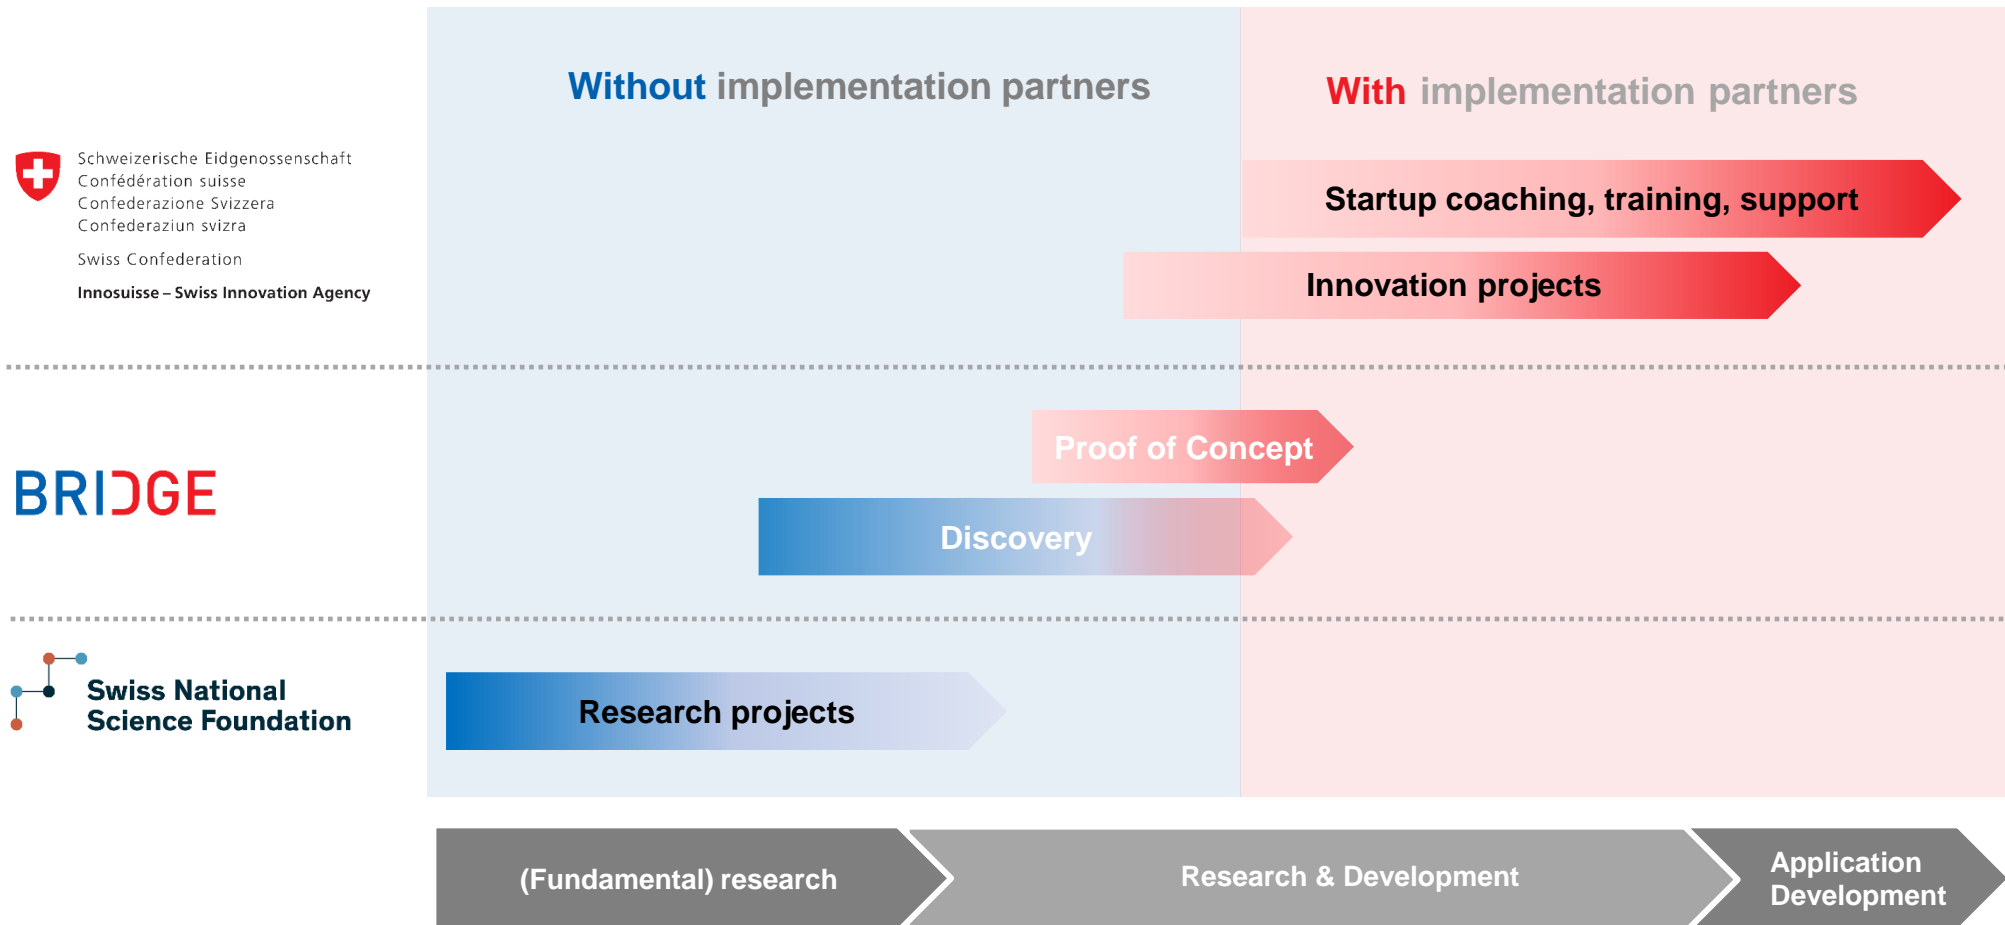 Without implementation partners
With implementation partners
Schweizerische Eidgenossenschaft
Confédération suisse
Confederazione Svizzera
Confederaziun svizra
Swiss Confederation
Innosuisse – Swiss Innovation Agency
Startup coaching, training, support
Innovation projects
BRIDGE
Proof of Concept
Discovery
Swiss National
Science Foundation
Research projects
(Fundamental) research
Research & Development
Application
Development